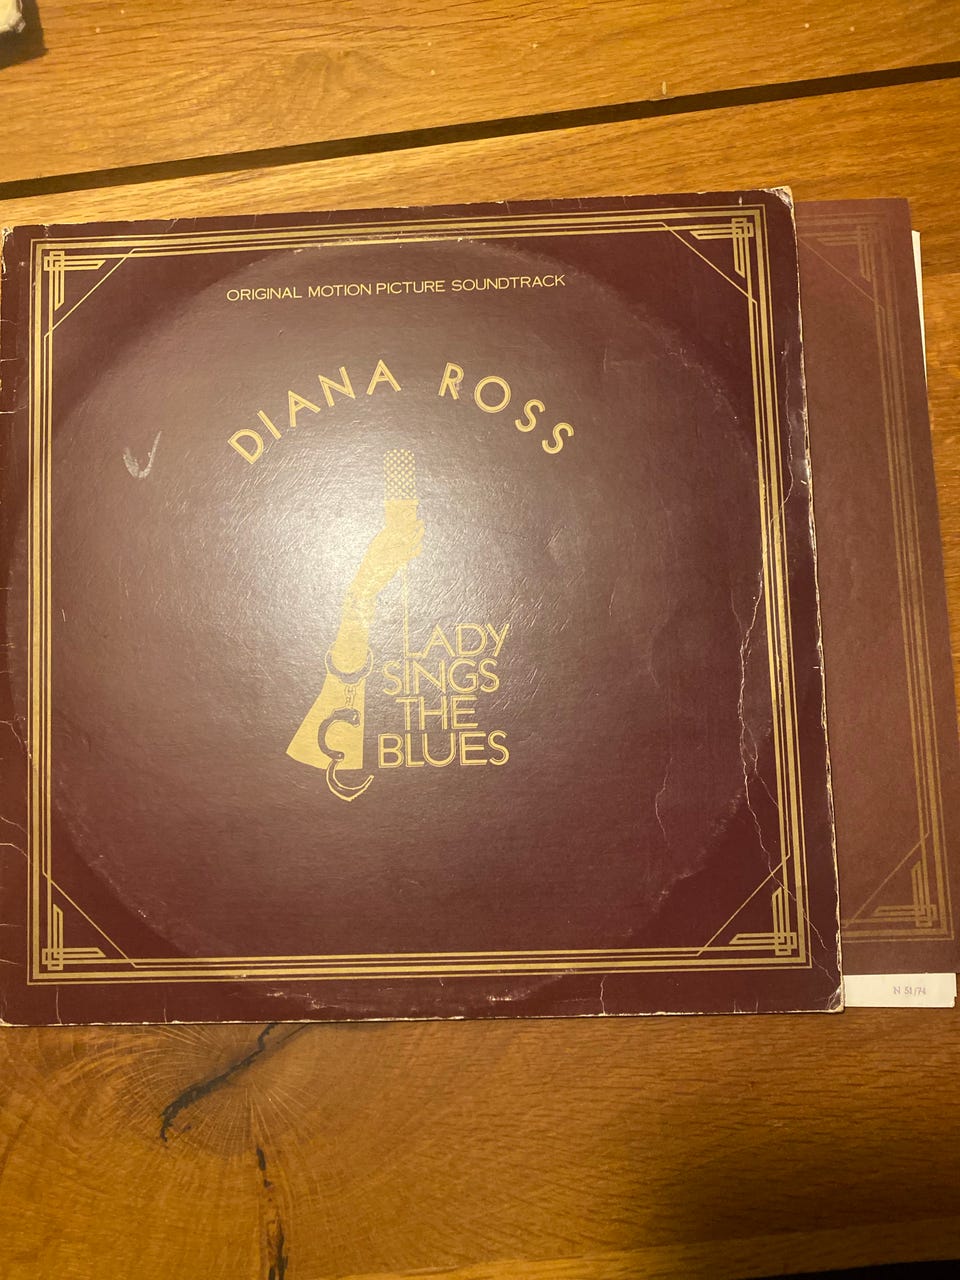 ORIGINAL MOTION PICTURE SOUNDTRACK
DIANA ROSS
LADY
SINGS
THE
BLUES
N 51/74